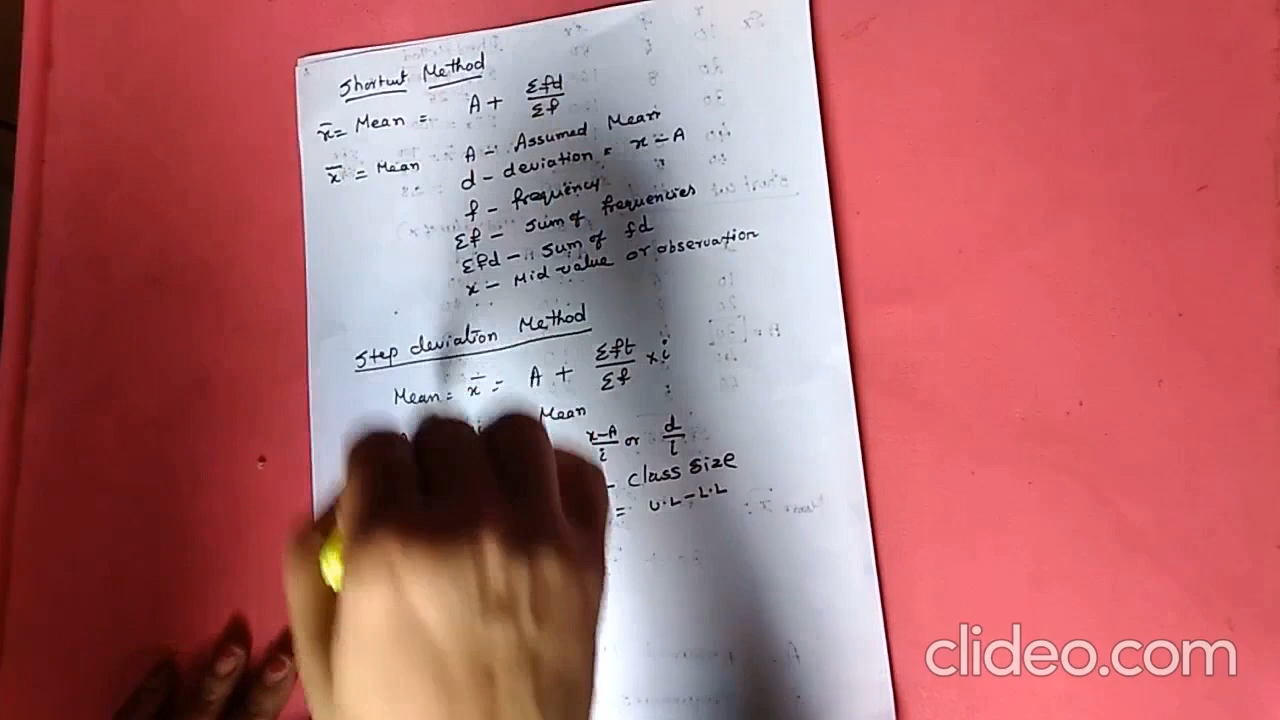 Shortcut Method
x̄ = Mean = A + Σfd/Σf
x̄ = Mean A - Assumed Mean
d - deviation = x - A
f - frequency
Σf - Sum of frequencies
Σfd - Sum of fd
x - Mid value or observation
Step deviation Method
Mean = x̄ = A + Σft/Σf × i
Mean
x-A/i or d/i
- Class size
= U.L - L.L
clideo.com